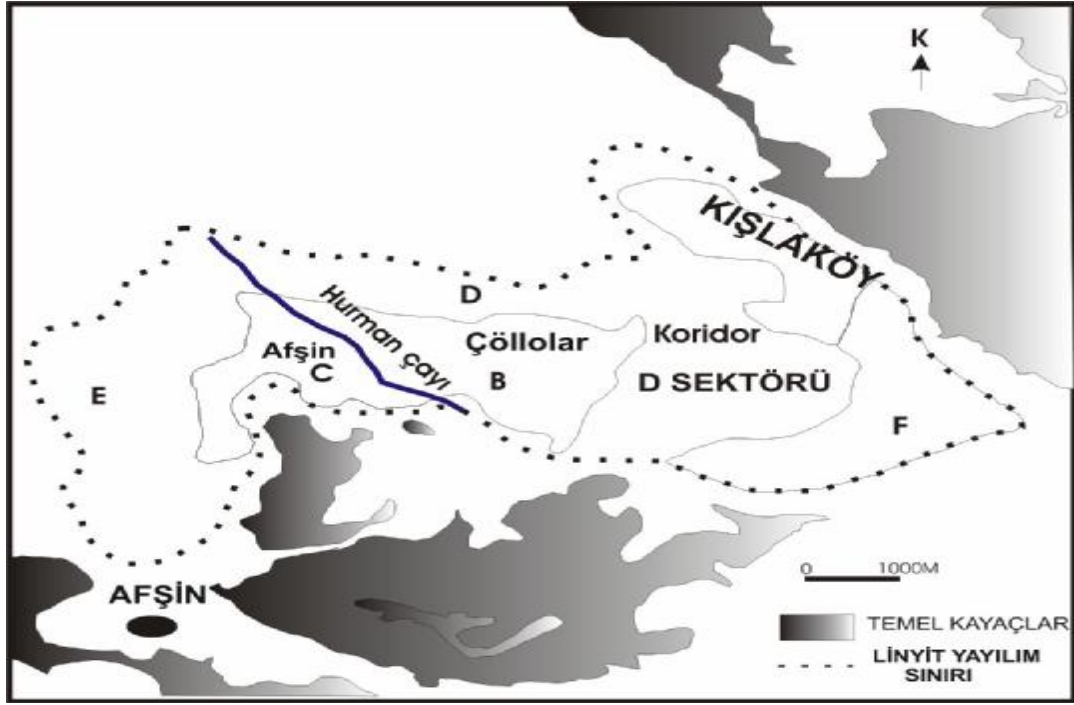 K
KIŞLAKÖY
D
Hurman çayı
Çöllolar
Koridor
Afşin
C
B
D SEKTÖRÜ
E
F
0 1000M
AFŞİN
TEMEL KAYAÇLAR
LİNYİT YAYILIM
SINIRI